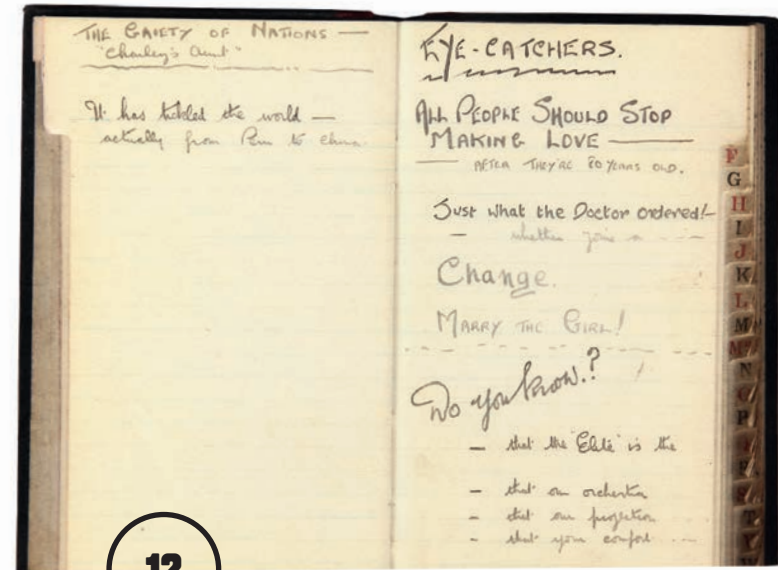 THE GAIETY OF NATIONS —
"Charley's Aunt"
It has tickled the world —
actually from Peru to China.
EYE-CATCHERS.
ALL PEOPLE SHOULD STOP
MAKING LOVE —
— AFTER THEY'RE 80 YEARS OLD.
Just what the Doctor ordered!—
— whether you're a - - - -
Change.
MARRY THE GIRL!
Do you know.?
— that the "Elite" is the
— that our orchestra
— that our projection ...
— that your comfort ...
F
G
H
I
J
K
L
M
Mc
N
O
P
R
S
T
12